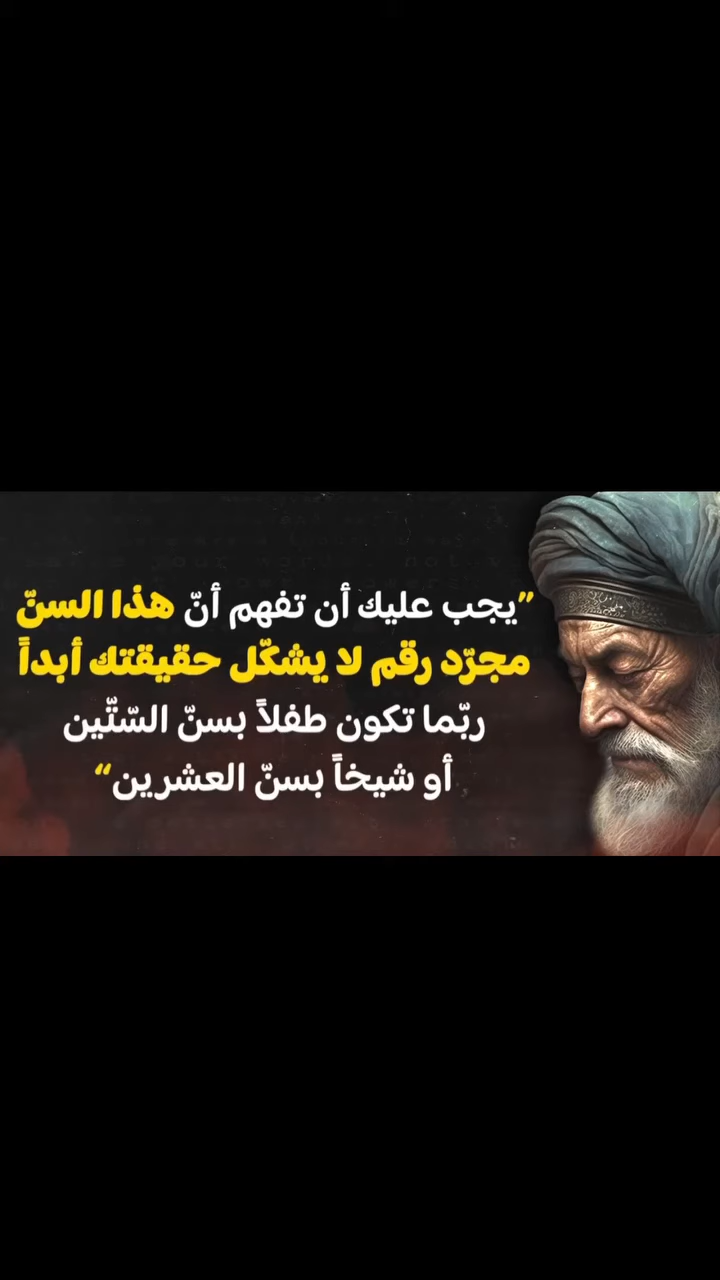 ”يجب عليك أن تفهم أنّ هذا السنّ
مجرّد رقم لا يشكّل حقيقتك أبداً
ربّما تكون طفلاً بسنّ السّتّين
أو شيخاً بسنّ العشرين“